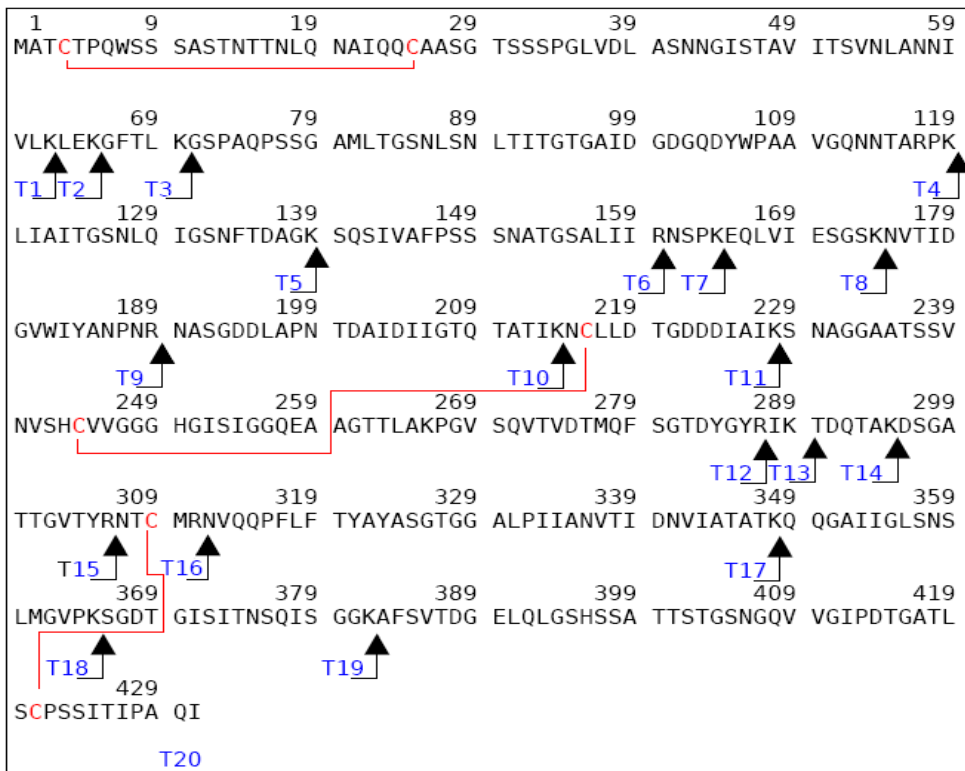 1 9 19 29 39 49 59
MATCTPQWSS SASTNTTNLQ NAIQQCAASG TSSSPGLVDL ASNNGISTAV ITSVNLANNI
69 79 89 99 109 119
VLKLEKGFTL KGSPAQPSSG AMLTGSNLSN LTITGTGAID GDGQDYWPAA VGQNNTARPK
T1 T2 T3 T4
129 139 149 159 169 179
LIAITGSNLQ IGSNFTDAGK SQSIVAFPSS SNATGSALII RNSPKEQLVI ESGSKNVTID
T5 T6 T7 T8
189 199 209 219 229 239
GVWIYANPNR NASGDDLAPN TDAIDIIGTQ TATIKNCLLD TGDDDIAIKS NAGGAATSSV
T9 T10 T11
249 259 269 279 289 299
NVSHCVVGGG HGISIGGQEA AGTTLAKPGV SQVTVDTMQF SGTDYGYRIK TDQTAKDSGA
T12 T13 T14
309 319 329 339 349 359
TTGVTYRNTC MRNVQQPFLF TYAYASGTGG ALPIIANVTI DNVIATATKQ QGAIIGLSNS
T15 T16 T17
369 379 389 399 409 419
LMGVPKSGDT GISITNSQIS GGKAFSVTDG ELQLGSHSSA TTSTGSNGQV VGIPDTGATL
T18 T19
429
SCPSSITIPA QI
T20